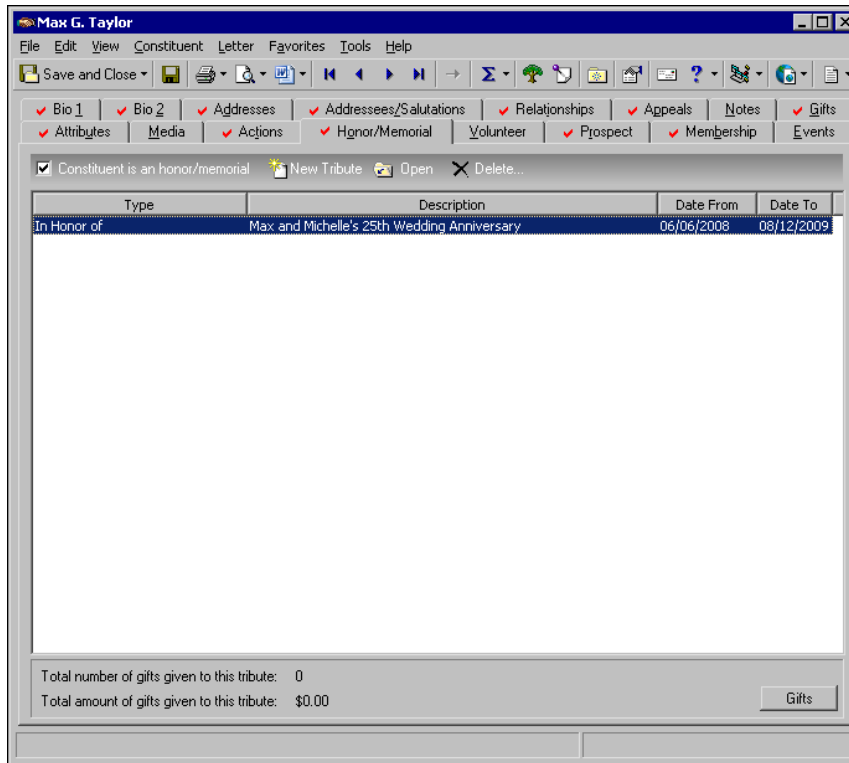 Max G. Taylor
File Edit View Constituent Letter Favorites Tools Help
Save and Close
Bio 1 Bio 2 Addresses Addressees/Salutations Relationships Appeals Notes Gifts
Attributes Media Actions Honor/Memorial Volunteer Prospect Membership Events
Constituent is an honor/memorial New Tribute Open Delete...
Type Description Date From Date To
In Honor of Max and Michelle's 25th Wedding Anniversary 06/06/2008 08/12/2009
Total number of gifts given to this tribute: 0
Total amount of gifts given to this tribute: $0.00
Gifts